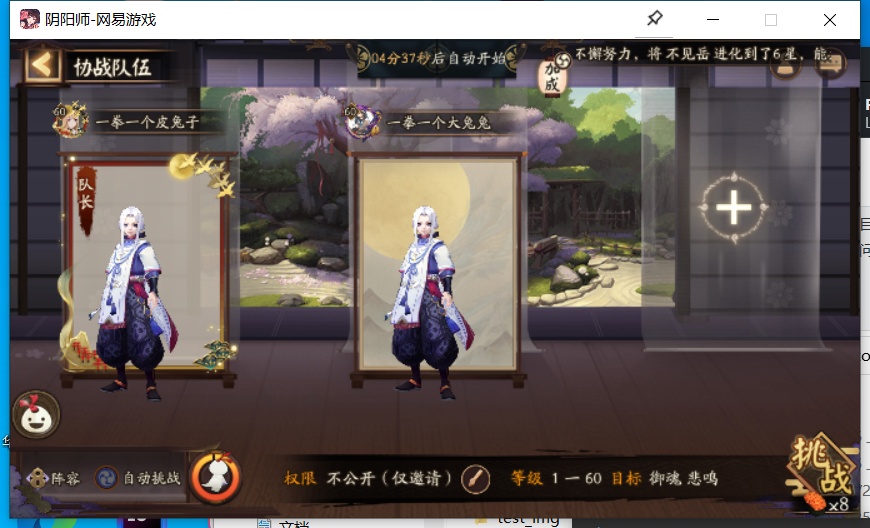 阴阳师-网易游戏
协战队伍
04分37秒后自动开始
加成
不懈努力，将 不见岳 进化到了6 星，能
60
一拳一个皮兔子
60
一拳一个大兔兔
队长
阵容
自动挑战
权限 不公开（仅邀请）
等级 1 — 60 目标 御魂 悲鸣
挑战
x8
文档
test_img